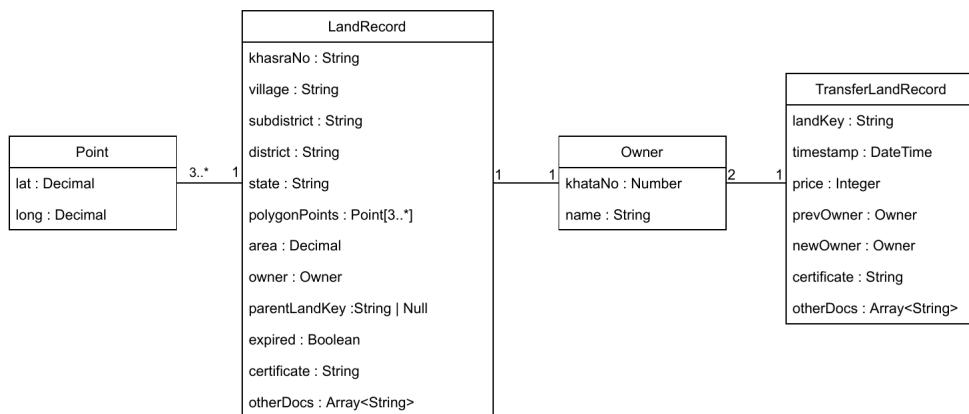 Point
lat : Decimal
long : Decimal
3..*
1
LandRecord
khasraNo : String
village : String
subdistrict : String
district : String
state : String
polygonPoints : Point[3..*]
area : Decimal
owner : Owner
parentLandKey :String | Null
expired : Boolean
certificate : String
otherDocs : Array<String>
1
1
Owner
khataNo : Number
name : String
2
1
TransferLandRecord
landKey : String
timestamp : DateTime
price : Integer
prevOwner : Owner
newOwner : Owner
certificate : String
otherDocs : Array<String>